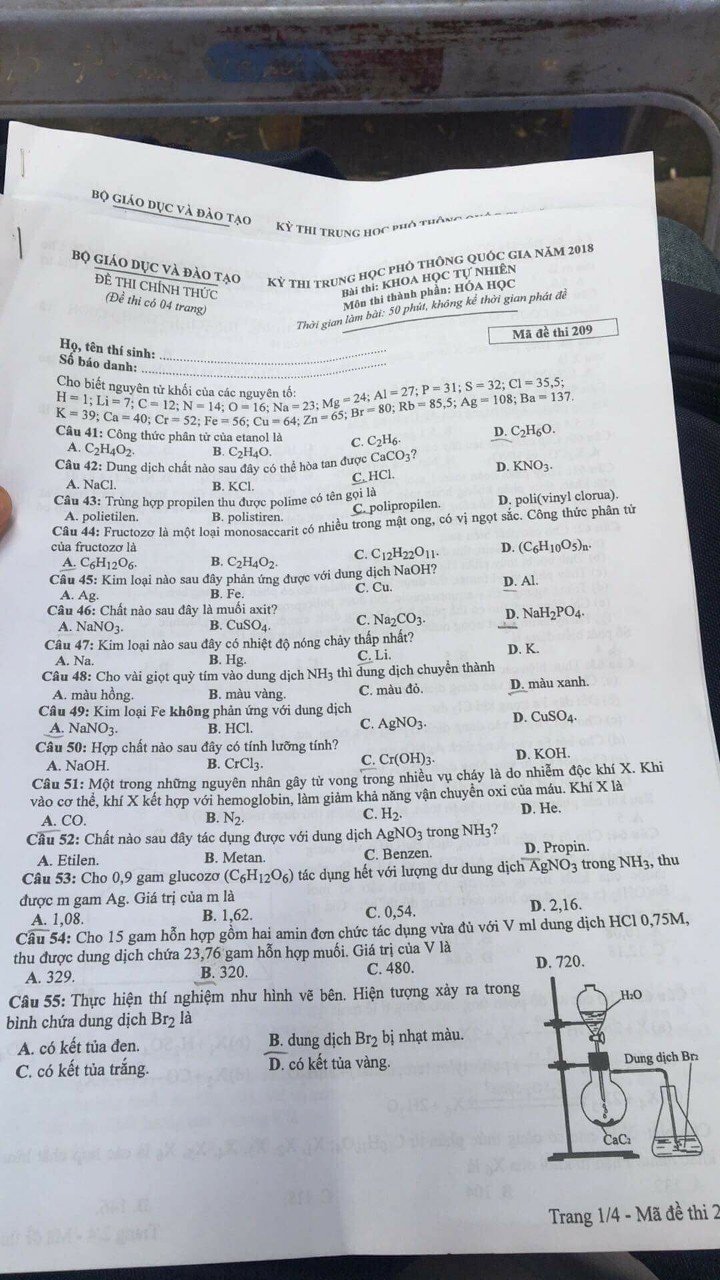 BỘ GIÁO DỤC VÀ ĐÀO TẠO KỲ THI TRUNG HỌC PHỔ THÔNG
BỘ GIÁO DỤC VÀ ĐÀO TẠO KỲ THI TRUNG HỌC PHỔ THÔNG QUỐC GIA NĂM 2018
ĐỀ THI CHÍNH THỨC Bài thi: KHOA HỌC TỰ NHIÊN
(Đề thi có 04 trang) Môn thi thành phần: HÓA HỌC
Thời gian làm bài: 50 phút, không kể thời gian phát đề
Mã đề thi 209
Họ, tên thí sinh:
Số báo danh:
Cho biết nguyên tử khối của các nguyên tố:
H = 1; Li = 7; C = 12; N = 14; O = 16; Na = 23; Mg = 24; Al = 27; P = 31; S = 32; Cl = 35,5;
K = 39; Ca = 40; Cr = 52; Fe = 56; Cu = 64; Zn = 65; Br = 80; Rb = 85,5; Ag = 108; Ba = 137.
Câu 41: Công thức phân tử của etanol là
A. C₂H₄O₂. B. C₂H₄O. C. C₂H₆. D. C₂H₆O.
Câu 42: Dung dịch chất nào sau đây có thể hòa tan được CaCO₃?
A. NaCl. B. KCl. C. HCl. D. KNO₃.
Câu 43: Trùng hợp propilen thu được polime có tên gọi là
A. polietilen. B. polistiren. C. polipropilen. D. poli(vinyl clorua).
Câu 44: Fructozơ là một loại monosaccarit có nhiều trong mật ong, có vị ngọt sắc. Công thức phân tử
của fructozơ là
A. C₆H₁₂O₆. B. C₂H₄O₂. C. C₁₂H₂₂O₁₁. D. (C₆H₁₀O₅)ₙ.
Câu 45: Kim loại nào sau đây phản ứng được với dung dịch NaOH?
A. Ag. B. Fe. C. Cu. D. Al.
Câu 46: Chất nào sau đây là muối axit?
A. NaNO₃. B. CuSO₄. C. Na₂CO₃. D. NaH₂PO₄.
Câu 47: Kim loại nào sau đây có nhiệt độ nóng chảy thấp nhất?
A. Na. B. Hg. C. Li. D. K.
Câu 48: Cho vài giọt quỳ tím vào dung dịch NH₃ thì dung dịch chuyển thành
A. màu hồng. B. màu vàng. C. màu đỏ. D. màu xanh.
Câu 49: Kim loại Fe không phản ứng với dung dịch
A. NaNO₃. B. HCl. C. AgNO₃. D. CuSO₄.
Câu 50: Hợp chất nào sau đây có tính lưỡng tính?
A. NaOH. B. CrCl₃. C. Cr(OH)₃. D. KOH.
Câu 51: Một trong những nguyên nhân gây tử vong trong nhiều vụ cháy là do nhiễm độc khí X. Khi
vào cơ thể, khí X kết hợp với hemoglobin, làm giảm khả năng vận chuyển oxi của máu. Khí X là
A. CO. B. N₂. C. H₂. D. He.
Câu 52: Chất nào sau đây tác dụng được với dung dịch AgNO₃ trong NH₃?
A. Etilen. B. Metan. C. Benzen. D. Propin.
Câu 53: Cho 0,9 gam glucozơ (C₆H₁₂O₆) tác dụng hết với lượng dư dung dịch AgNO₃ trong NH₃, thu
được m gam Ag. Giá trị của m là
A. 1,08. B. 1,62. C. 0,54. D. 2,16.
Câu 54: Cho 15 gam hỗn hợp gồm hai amin đơn chức tác dụng vừa đủ với V ml dung dịch HCl 0,75M,
thu được dung dịch chứa 23,76 gam hỗn hợp muối. Giá trị của V là
A. 329. B. 320. C. 480. D. 720.
Câu 55: Thực hiện thí nghiệm như hình vẽ bên. Hiện tượng xảy ra trong
bình chứa dung dịch Br₂ là
A. có kết tủa đen. B. dung dịch Br₂ bị nhạt màu.
C. có kết tủa trắng. D. có kết tủa vàng.
H₂O
Dung dịch Br₂
CaC₂
Trang 1/4 - Mã đề thi 2